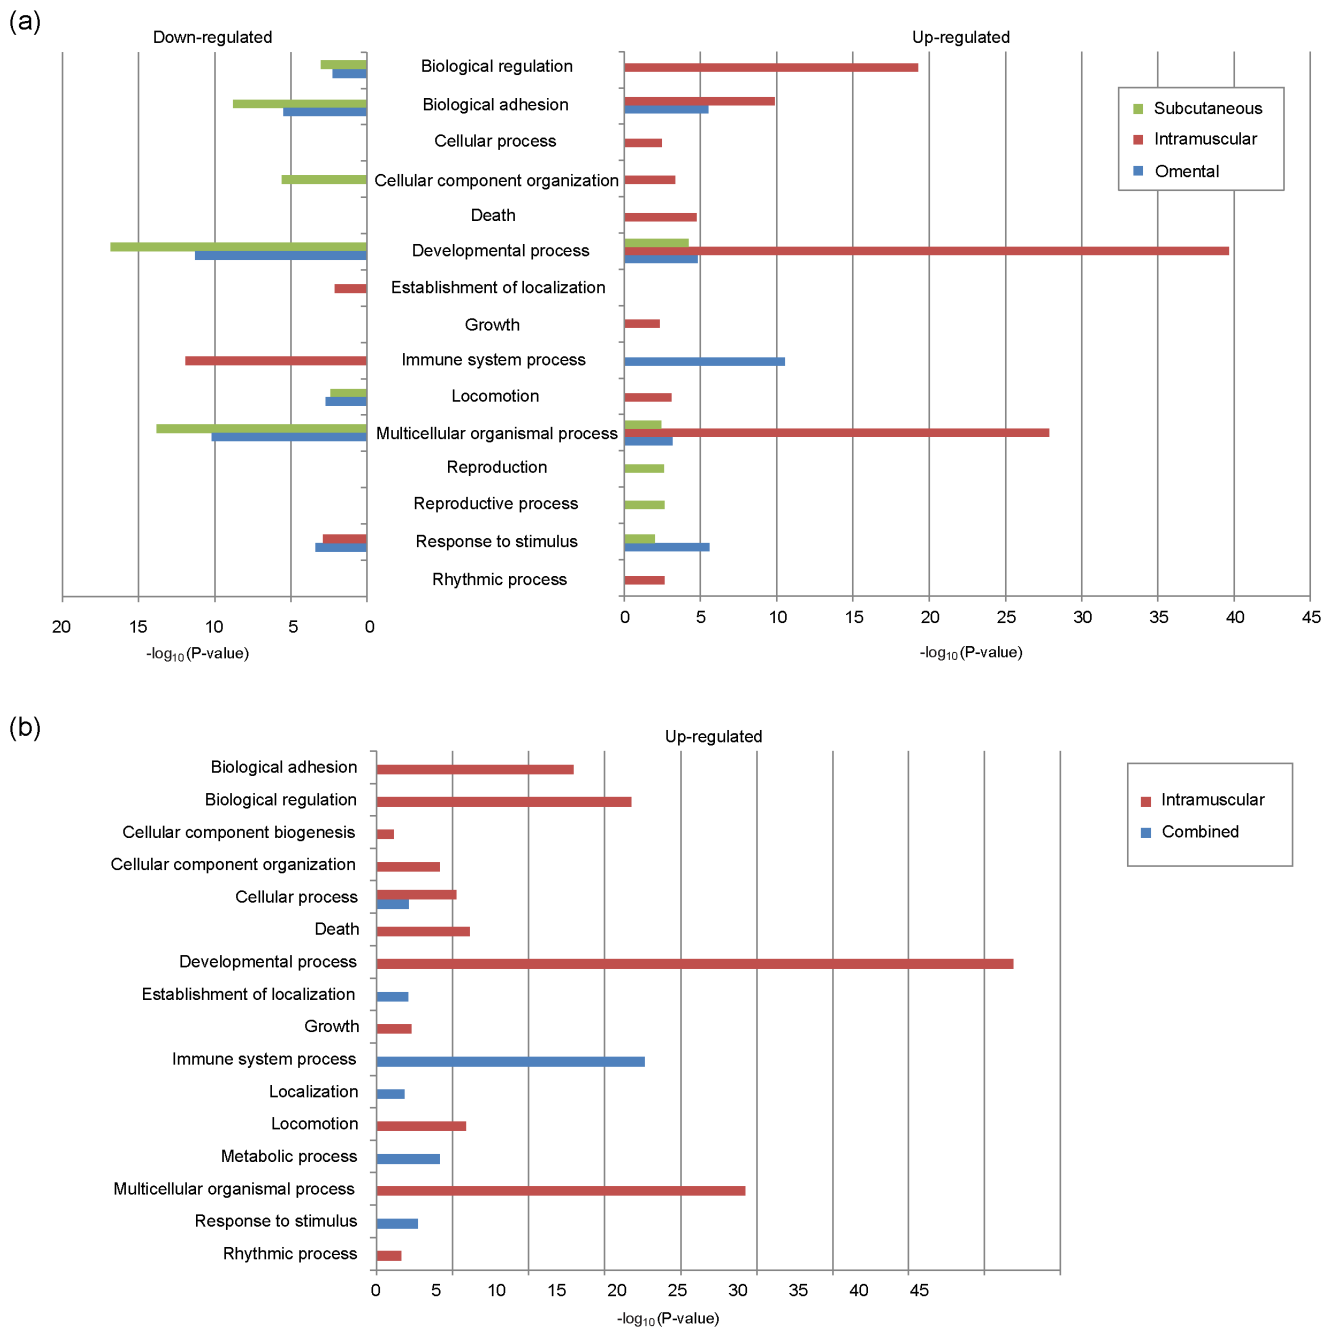 (a)
Down-regulated
Up-regulated
Biological regulation
Biological adhesion
Cellular process
Cellular component organization
Death
Developmental process
Establishment of localization
Growth
Immune system process
Locomotion
Multicellular organismal process
Reproduction
Reproductive process
Response to stimulus
Rhythmic process
Subcutaneous
Intramuscular
Omental
20 15 10 5 0
0 5 10 15 20 25 30 35 40 45
-log10 (P-value)
-log10 (P-value)
(b)
Up-regulated
Biological adhesion
Biological regulation
Cellular component biogenesis
Cellular component organization
Cellular process
Death
Developmental process
Establishment of localization
Growth
Immune system process
Localization
Locomotion
Metabolic process
Multicellular organismal process
Response to stimulus
Rhythmic process
Intramuscular
Combined
0 5 10 15 20 25 30 35 40 45
-log10 (P-value)